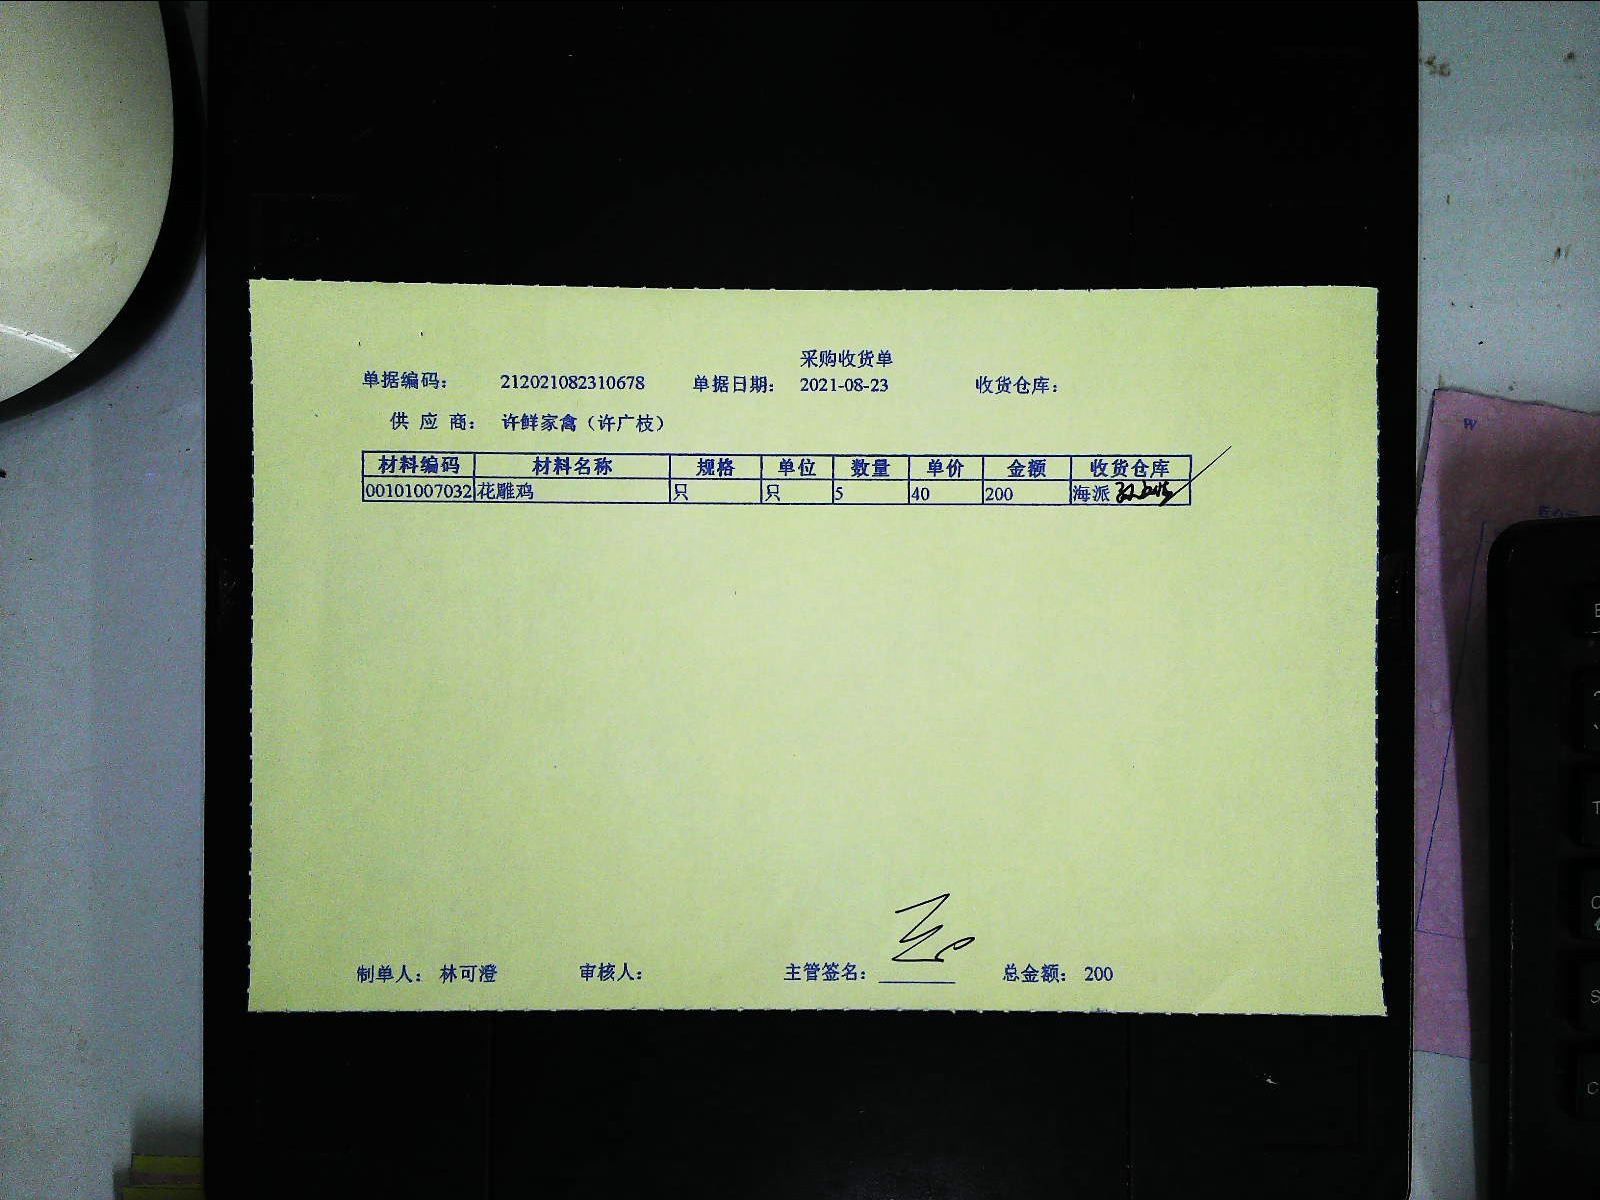 采购收货单
单据编码： 212021082310678 单据日期： 2021-08-23 收货仓库：
供 应 商： 许鲜家禽（许广枝）
材料编码 材料名称 规格 单位 数量 单价 金额 收货仓库
00101007032 花雕鸡 只 只 5 40 200 海派
制单人： 林可澄 审核人： 主管签名： 总金额： 200